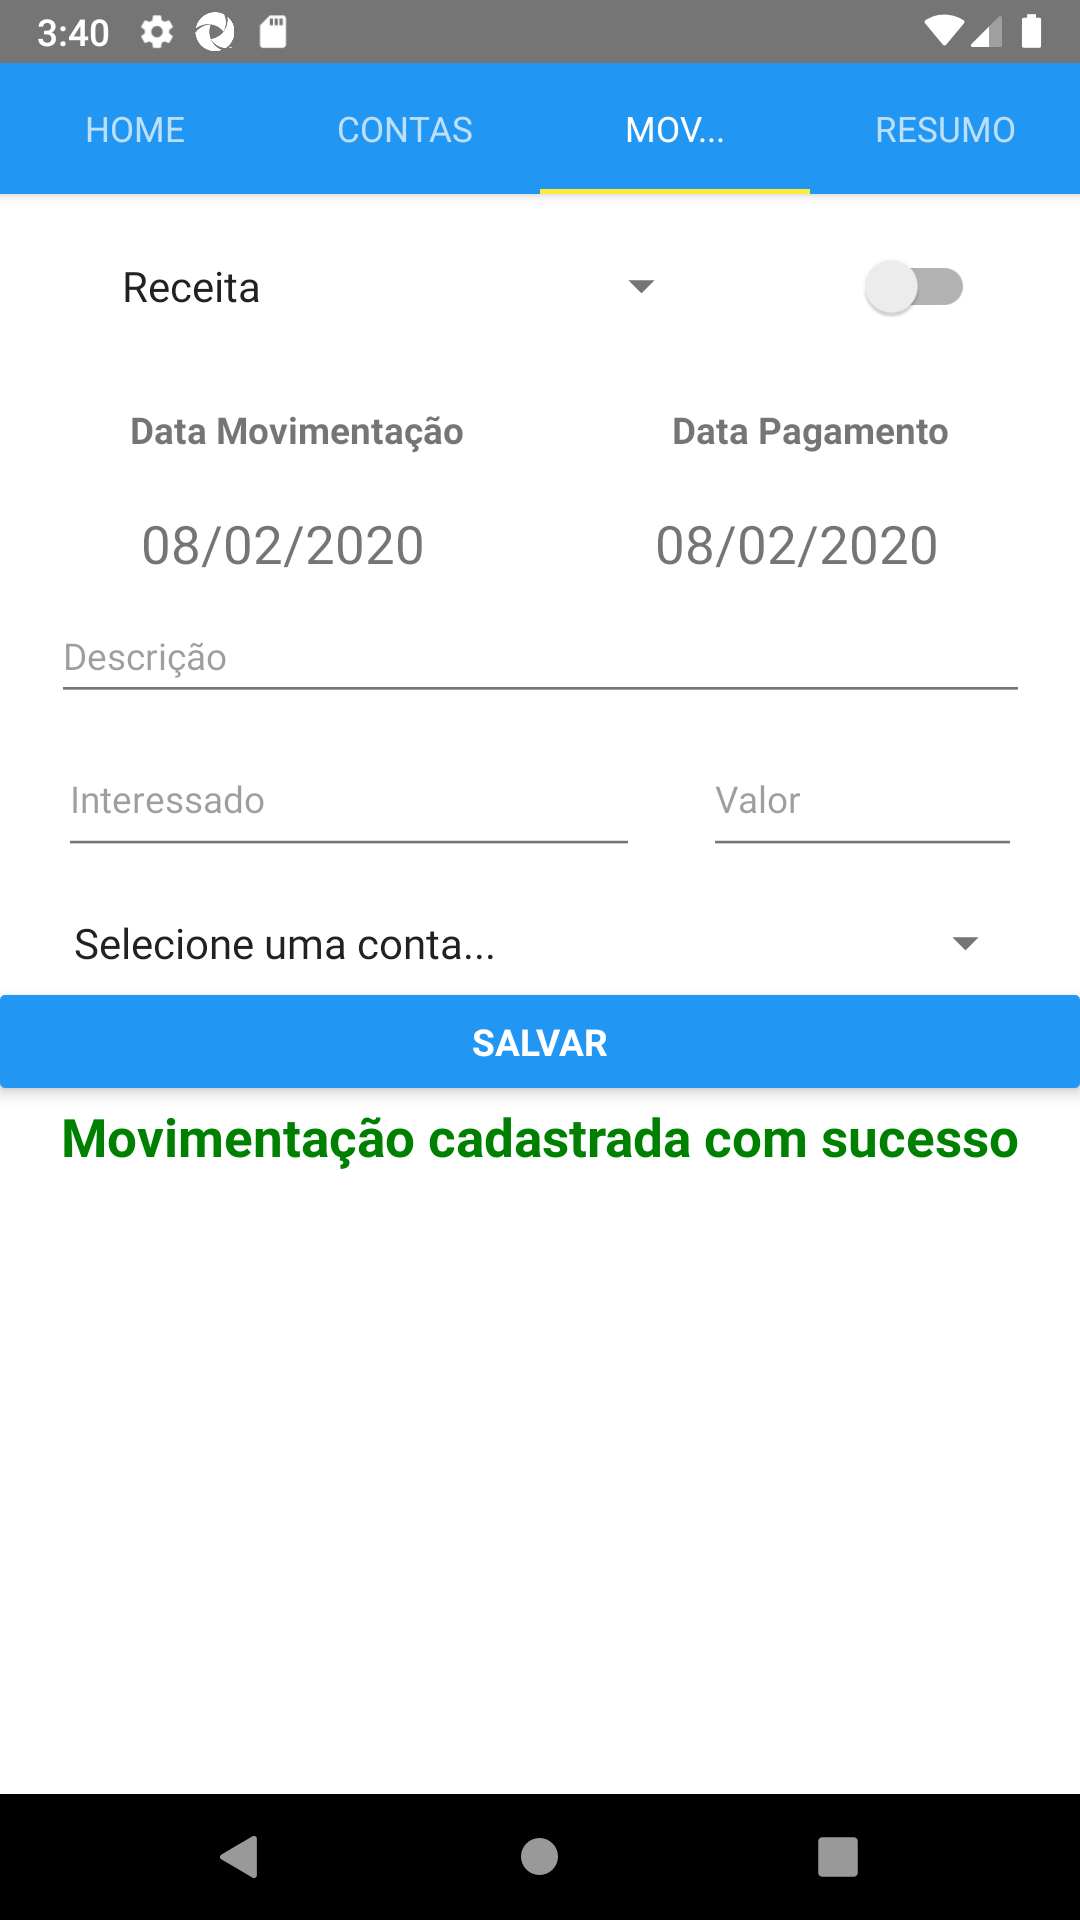 3:40
HOME CONTAS MOV... RESUMO
Receita
Data Movimentação Data Pagamento
08/02/2020 08/02/2020
Descrição
Interessado Valor
Selecione uma conta...
SALVAR
Movimentação cadastrada com sucesso